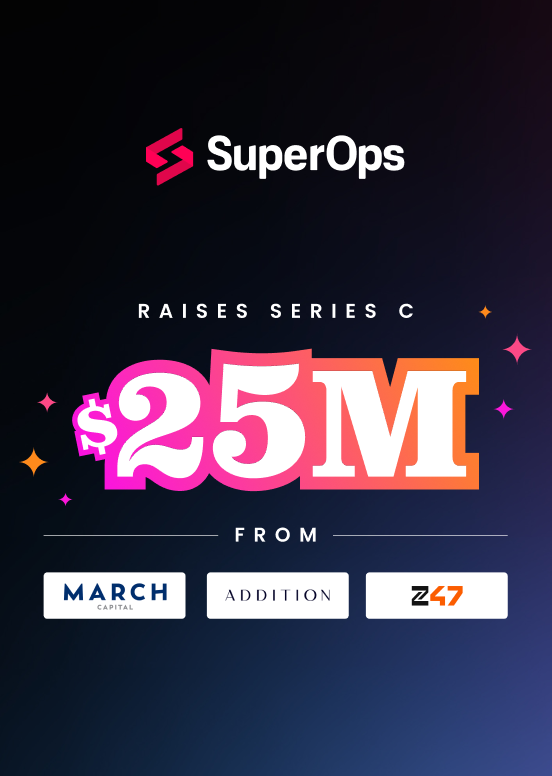 SuperOps
RAISES SERIES C
$25M
FROM
MARCH
CAPITAL
ADDITION
Z47